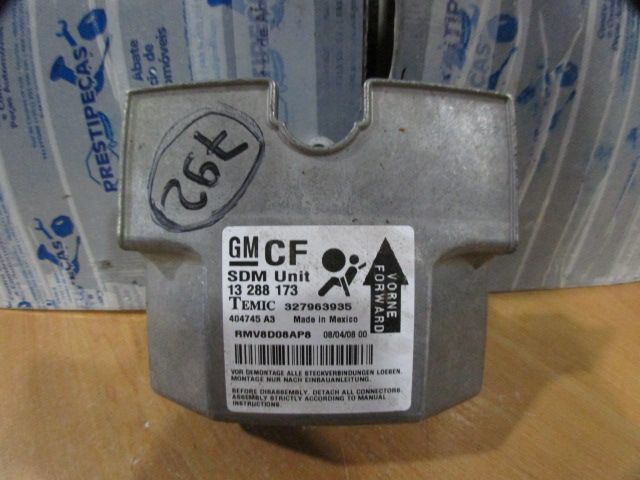 PRESTIPEÇAS
Abate
792
GM CF
SDM Unit
13 288 173
TEMIC 327963935
404745 A3 Made in Mexico
RMV8D08AP8 08/04/08 00
VORNE
FORWARD
VOR DEMONTAGE ALLE STECKVERBINDUNGEN LOESEN.
MONTAGE NUR NACH EINBAUANLEITUNG.
BEFORE DISASSEMBLY, DETACH ALL CONNECTORS.
ASSEMBLY STRICTLY ACCORDING TO MANUAL
INSTRUCTIONS.
PRESTIPEÇAS